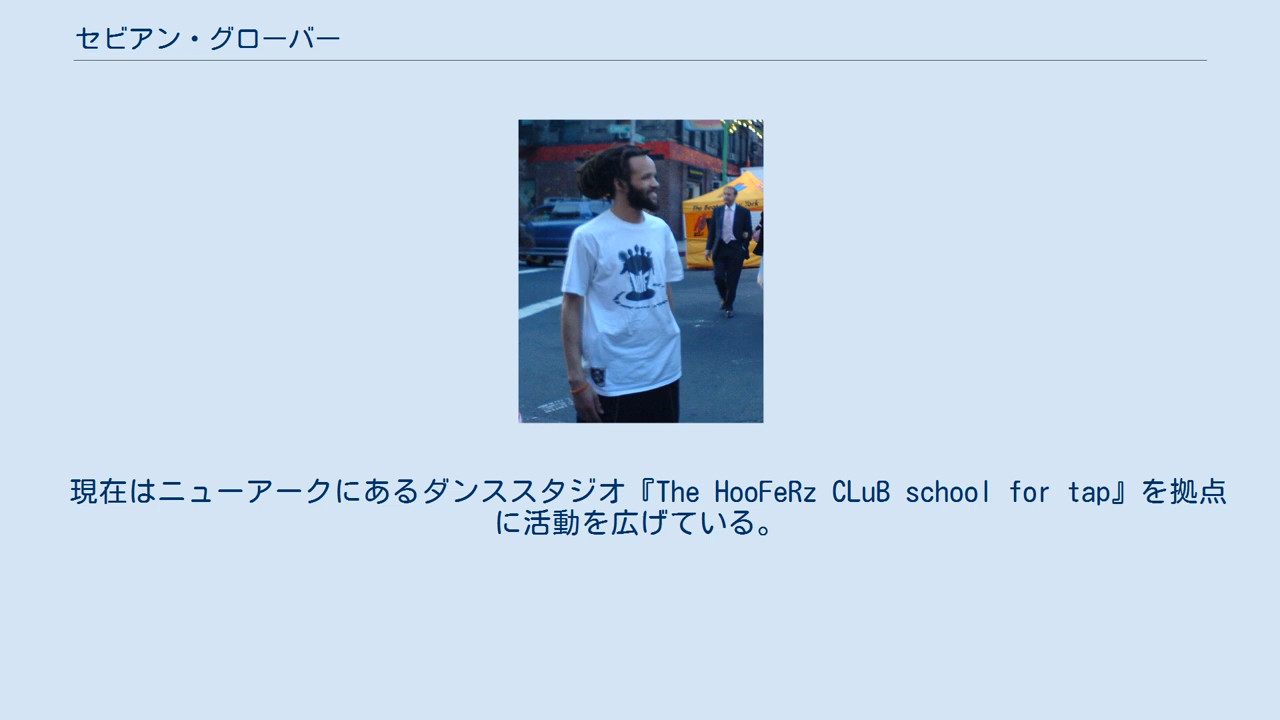 セビアン・グローバー
現在はニューアークにあるダンススタジオ『The HooFeRz CLuB school for tap』を拠点
に活動を広げている。